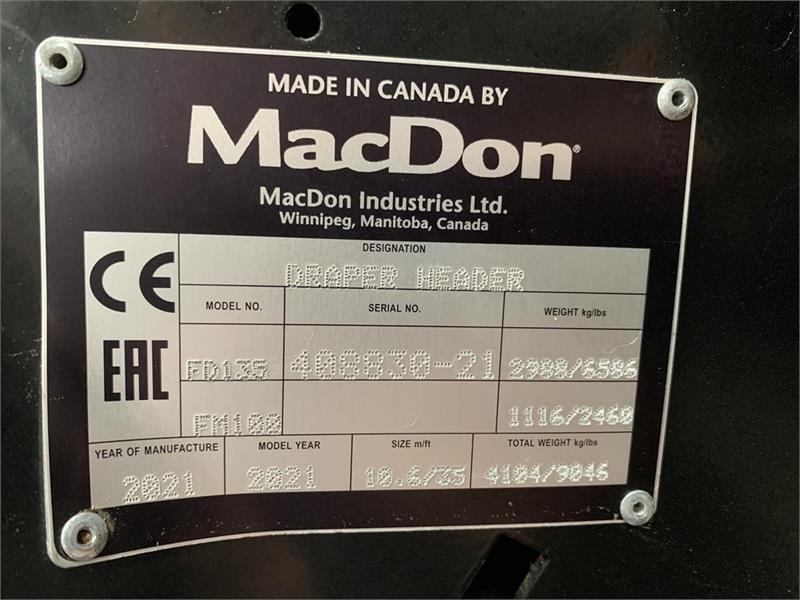 MADE IN CANADA BY
MacDon®
MacDon Industries Ltd.
Winnipeg, Manitoba, Canada
DESIGNATION
DRAPER HEADER
CE
EAC
MODEL NO. SERIAL NO. WEIGHT kg/lbs
FD135 408830-21 2988/6586
FM100 1116/2460
YEAR OF MANUFACTURE MODEL YEAR SIZE m/ft TOTAL WEIGHT kg/lbs
2021 2021 10.6/35 4104/9046